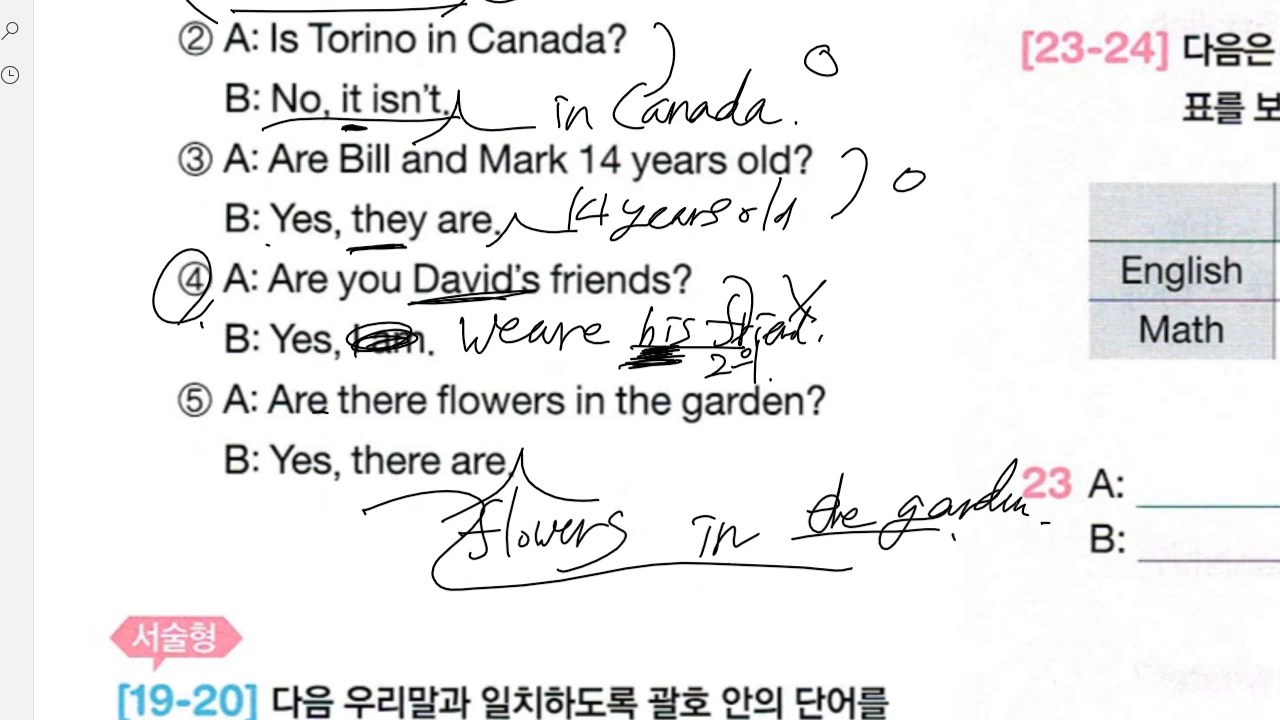 ② A: Is Torino in Canada?
B: No, it isn't. in Canada.
③ A: Are Bill and Mark 14 years old?
B: Yes, they are. 14 years old
④ A: Are you David's friends?
B: Yes, I am. We are his friend.
⑤ A: Are there flowers in the garden?
B: Yes, there are.
flowers in the garden.
서술형
[19-20] 다음 우리말과 일치하도록 괄호 안의 단어를
[23-24] 다음은
표를 보
English
Math
23 A:
B: